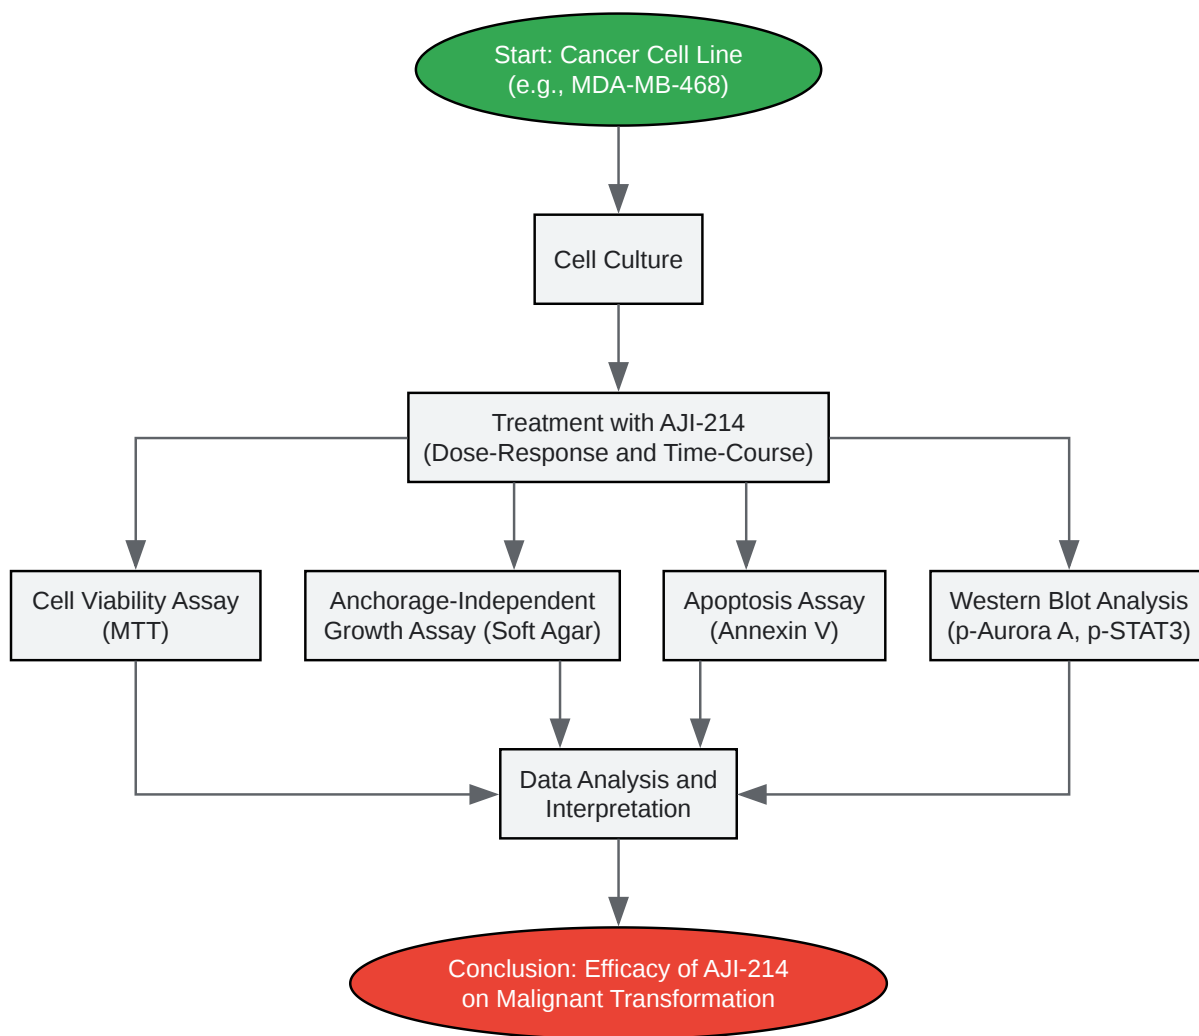 Start: Cancer Cell Line
(e.g., MDA-MB-468)
Cell Culture
Treatment with AJI-214
(Dose-Response and Time-Course)
Cell Viability Assay
(MTT)
Anchorage-Independent
Growth Assay (Soft Agar)
Apoptosis Assay
(Annexin V)
Western Blot Analysis
(p-Aurora A, p-STAT3)
Data Analysis and
Interpretation
Conclusion: Efficacy of AJI-214
on Malignant Transformation